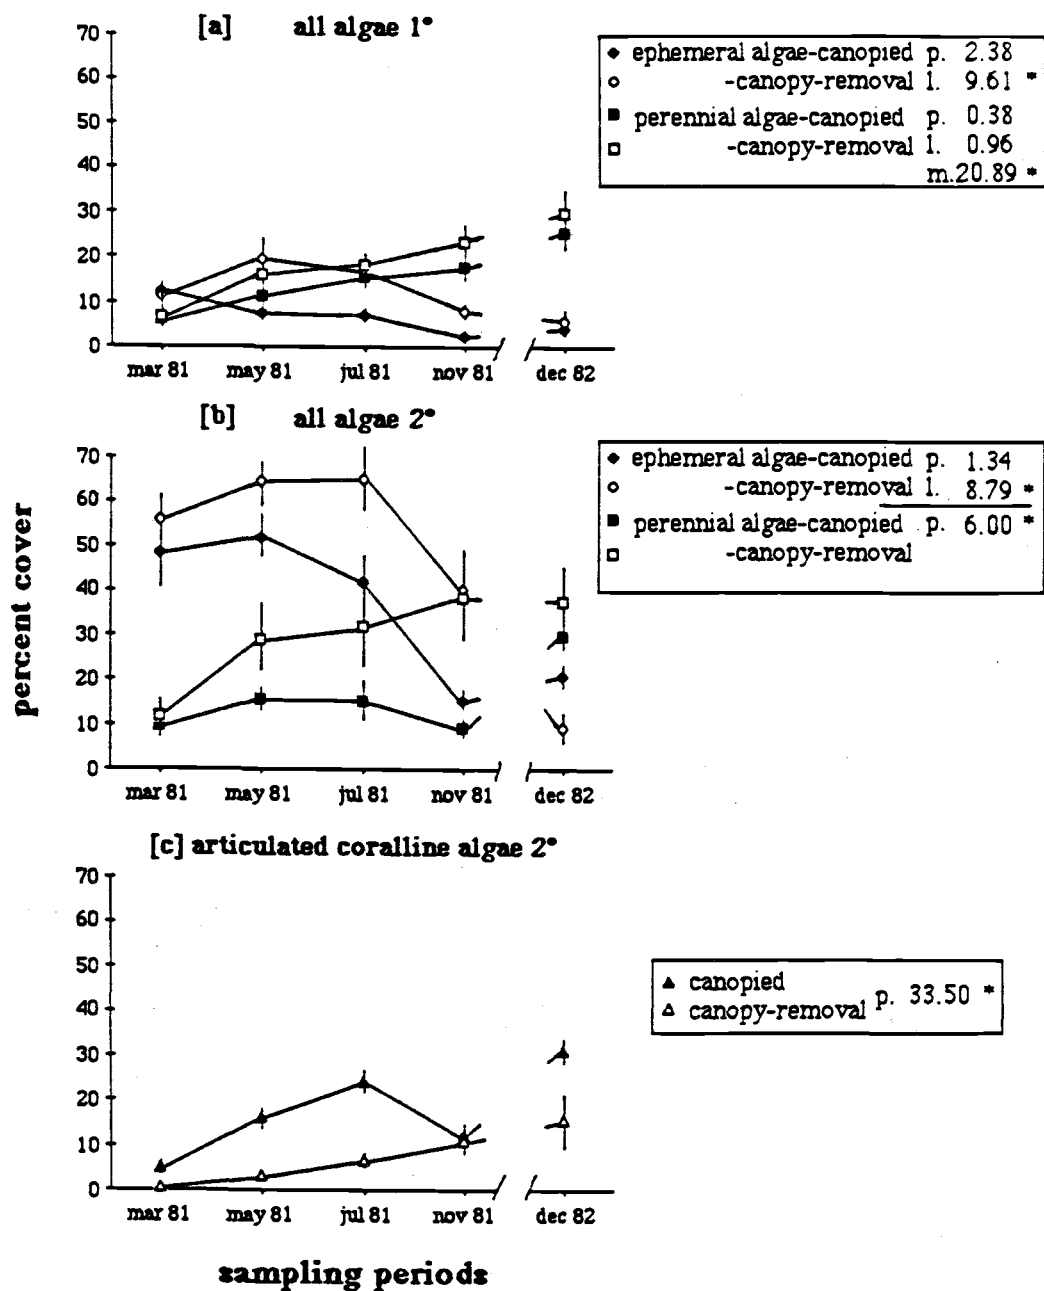 [a] all algae 1°
70
60
50
40
30
20
10
0
mar 81 may 81 jul 81 nov 81 dec 82
ephemeral algae-canopied p. 2.38
-canopy-removal l. 9.61 *
perennial algae-canopied p. 0.38
-canopy-removal l. 0.96
m. 20.89 *
[b] all algae 2°
70
60
50
40
30
20
10
0
mar 81 may 81 jul 81 nov 81 dec 82
ephemeral algae-canopied p. 1.34
-canopy-removal l. 8.79 *
perennial algae-canopied p. 6.00 *
-canopy-removal
percent cover
[c] articulated coralline algae 2°
70
60
50
40
30
20
10
0
mar 81 may 81 jul 81 nov 81 dec 82
canopied
p. 33.50 *
canopy-removal
sampling periods